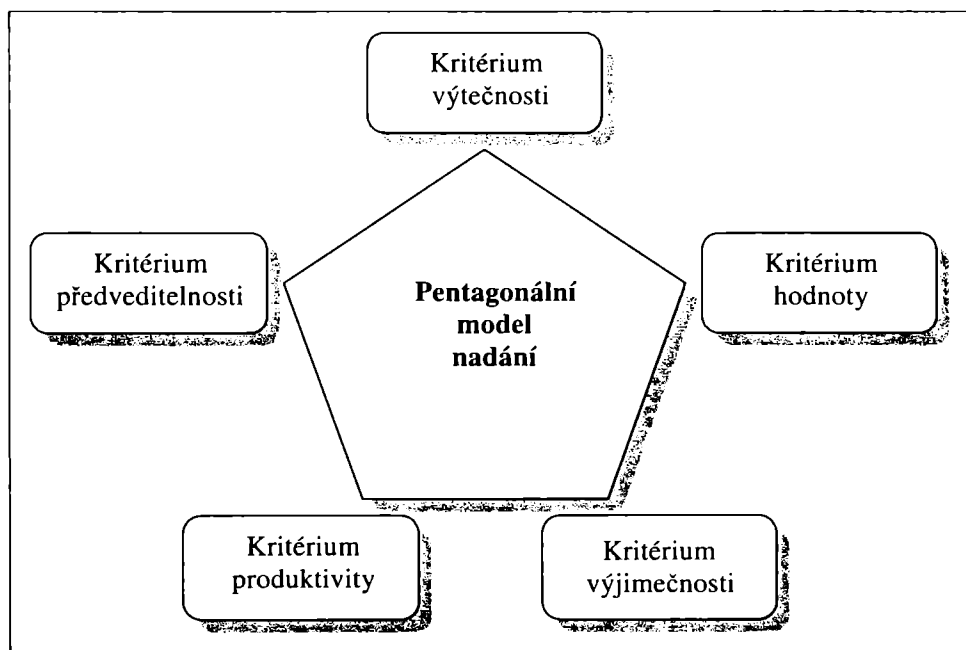 Kritérium
výtečnosti
Kritérium
předveditelnosti
Pentagonální
model
nadání
Kritérium
hodnoty
Kritérium
produktivity
Kritérium
výjimečnosti